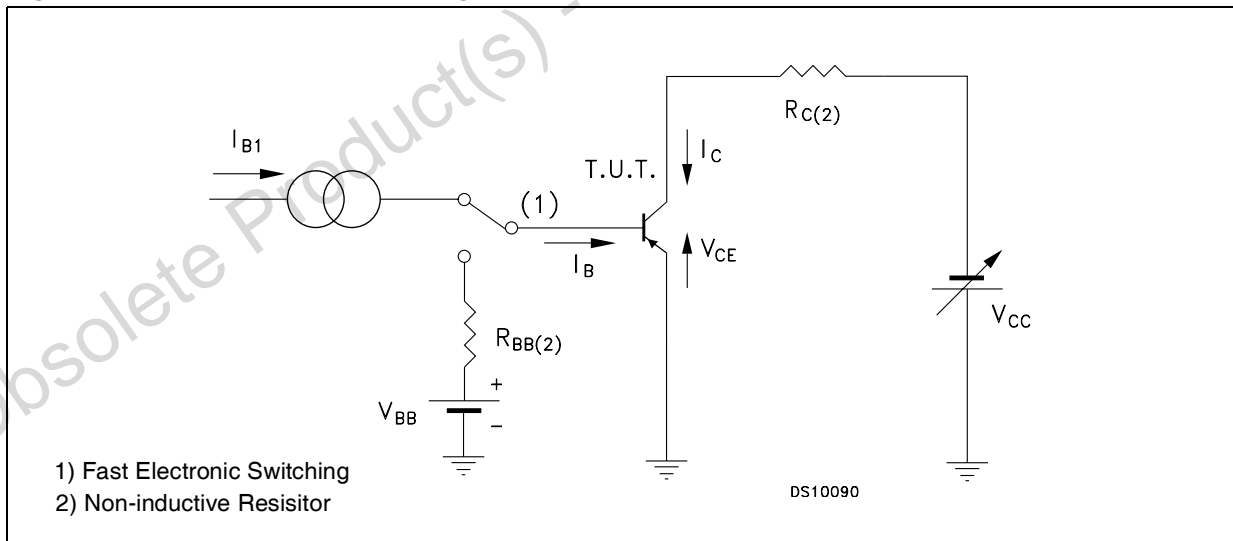 Obsolete Product(s) -
I_B1
(1)
I_B
T.U.T.
I_C
V_CE
R_C(2)
V_CC
R_BB(2)
V_BB
+
-
1) Fast Electronic Switching
2) Non-inductive Resisitor
DS10090